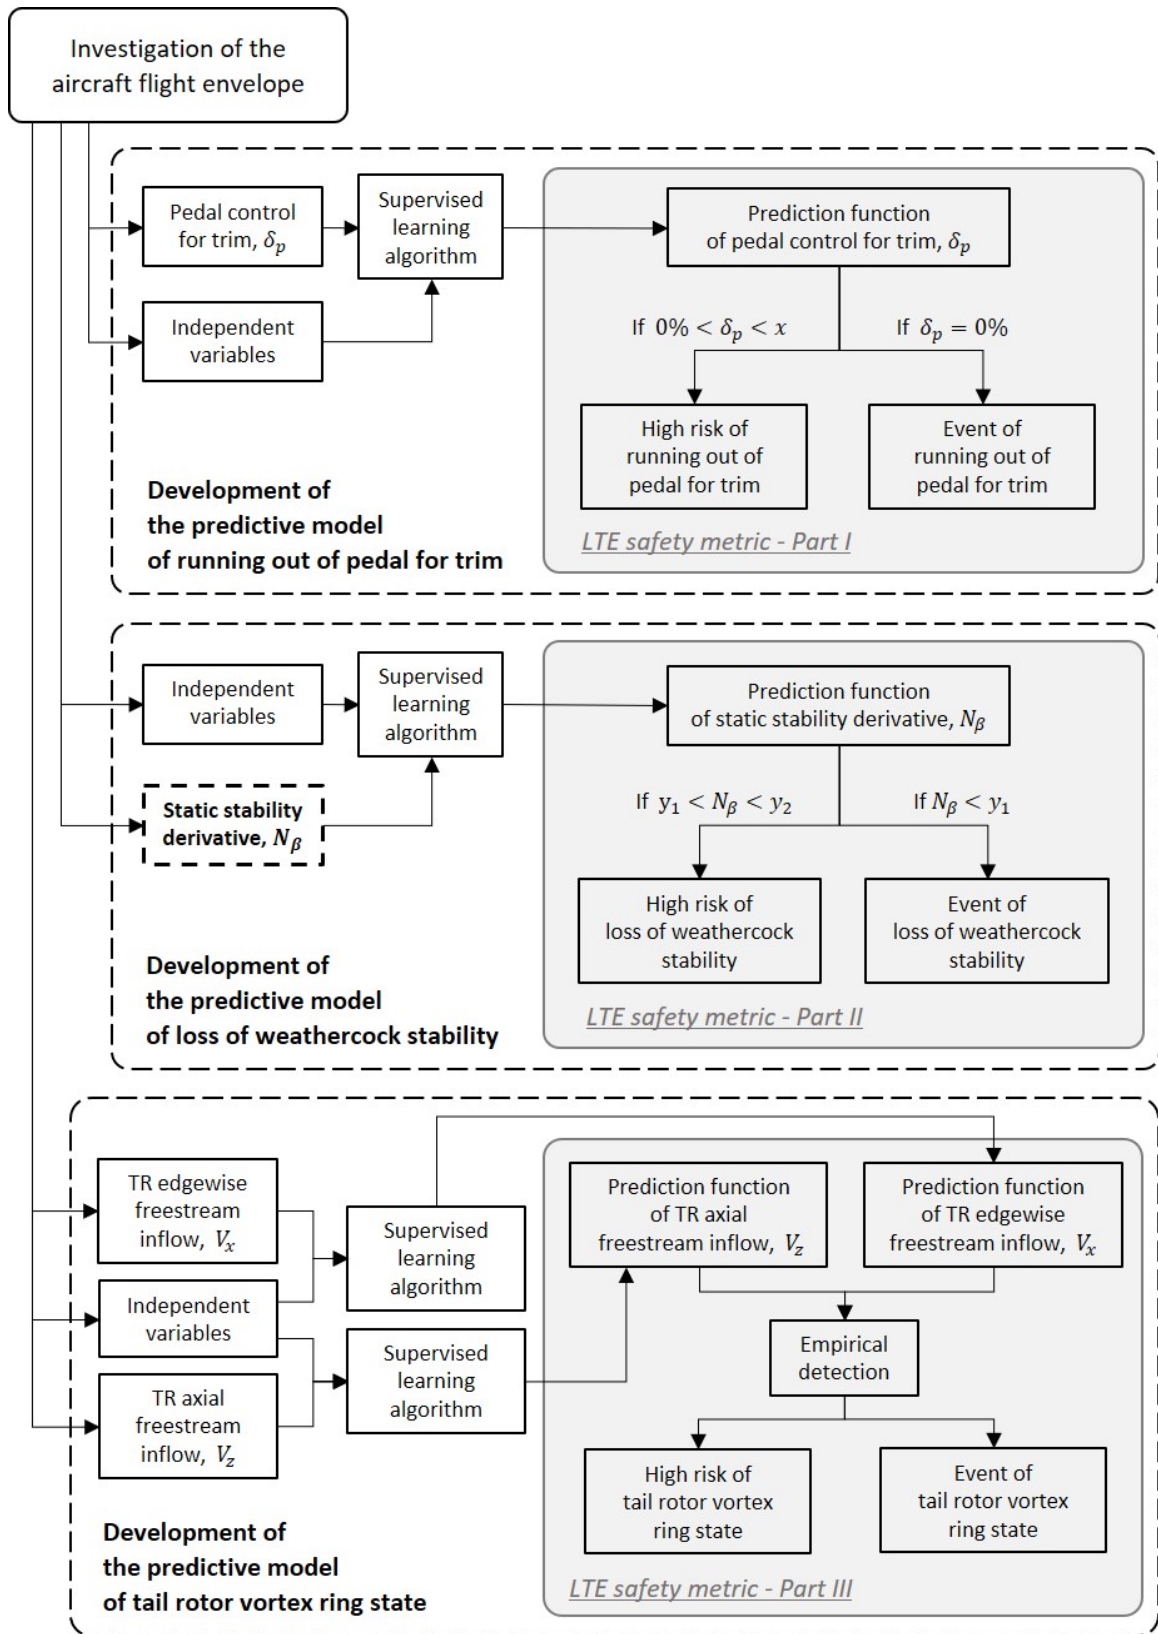 Investigation of the
aircraft flight envelope
Pedal control
for trim, δₚ
Supervised
learning
algorithm
Prediction function
of pedal control for trim, δₚ
Independent
variables
If 0% < δₚ < x
If δₚ = 0%
High risk of
running out of
pedal for trim
Event of
running out of
pedal for trim
Development of
the predictive model
of running out of pedal for trim
LTE safety metric - Part I
Independent
variables
Supervised
learning
algorithm
Prediction function
of static stability derivative, Nᵦ
Static stability
derivative, Nᵦ
If y₁ < Nᵦ < y₂
If Nᵦ < y₁
High risk of
loss of weathercock
stability
Event of
loss of weathercock
stability
Development of
the predictive model
of loss of weathercock stability
LTE safety metric - Part II
TR edgewise
freestream
inflow, Vₓ
Supervised
learning
algorithm
Prediction function
of TR axial
freestream inflow, V_z
Prediction function
of TR edgewise
freestream inflow, Vₓ
Independent
variables
Supervised
learning
algorithm
Empirical
detection
TR axial
freestream
inflow, V_z
High risk of
tail rotor vortex
ring state
Event of
tail rotor vortex
ring state
Development of
the predictive model
of tail rotor vortex ring state
LTE safety metric - Part III